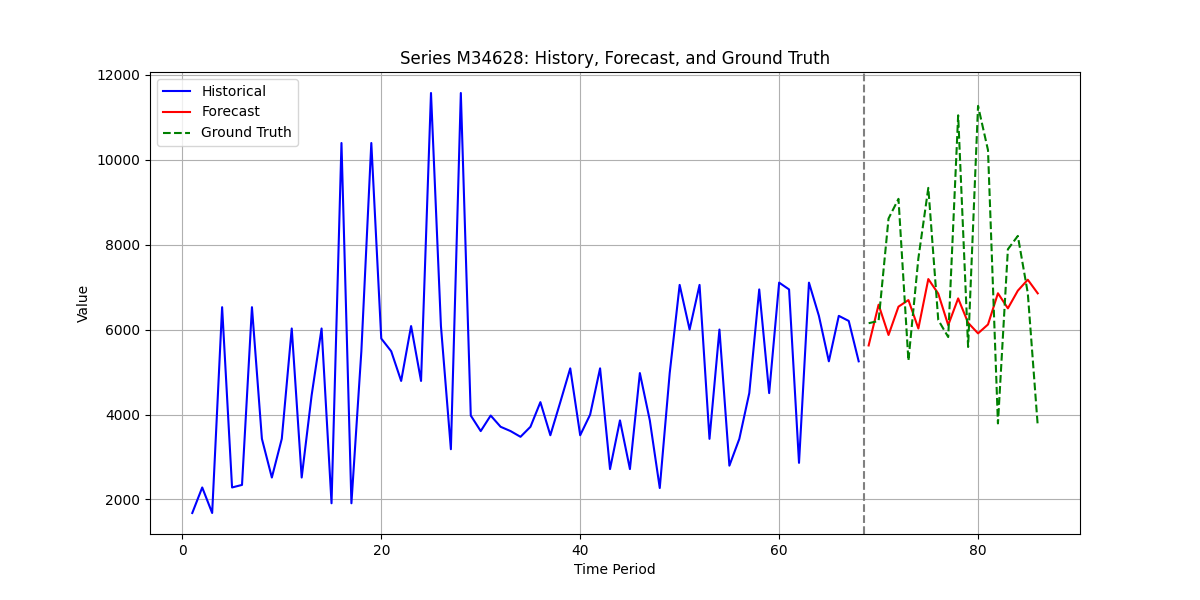 Series M34628: History, Forecast, and Ground Truth
12000
10000
8000
6000
4000
2000
Value
Historical
Forecast
Ground Truth
0
20
40
60
80
Time Period